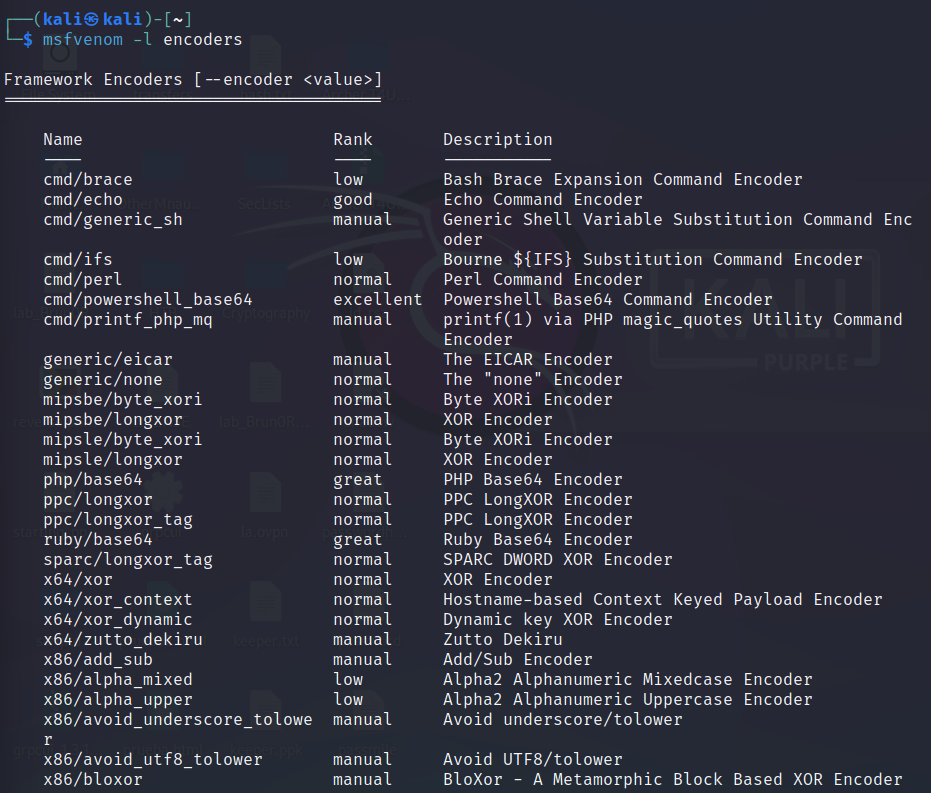 ┌──(kali㉿kali)-[~]
└─$ msfvenom -l encoders
Framework Encoders [--encoder <value>]
======================================
Name Rank Description
---- ---- -----------
cmd/brace low Bash Brace Expansion Command Encoder
cmd/echo good Echo Command Encoder
cmd/generic_sh manual Generic Shell Variable Substitution Command Enc
oder
cmd/ifs low Bourne ${IFS} Substitution Command Encoder
cmd/perl normal Perl Command Encoder
cmd/powershell_base64 excellent Powershell Base64 Command Encoder
cmd/printf_php_mq manual printf(1) via PHP magic_quotes Utility Command
Encoder
generic/eicar manual The EICAR Encoder
generic/none normal The "none" Encoder
mipsbe/byte_xori normal Byte XORi Encoder
mipsbe/longxor normal XOR Encoder
mipsle/byte_xori normal Byte XORi Encoder
mipsle/longxor normal XOR Encoder
php/base64 great PHP Base64 Encoder
ppc/longxor normal PPC LongXOR Encoder
ppc/longxor_tag normal PPC LongXOR Encoder
ruby/base64 great Ruby Base64 Encoder
sparc/longxor_tag normal SPARC DWORD XOR Encoder
x64/xor normal XOR Encoder
x64/xor_context normal Hostname-based Context Keyed Payload Encoder
x64/xor_dynamic normal Dynamic key XOR Encoder
x64/zutto_dekiru manual Zutto Dekiru
x86/add_sub manual Add/Sub Encoder
x86/alpha_mixed low Alpha2 Alphanumeric Mixedcase Encoder
x86/alpha_upper low Alpha2 Alphanumeric Uppercase Encoder
x86/avoid_underscore_tolowe manual Avoid underscore/tolower
r
x86/avoid_utf8_tolower manual Avoid UTF8/tolower
x86/bloxor manual BloXor - A Metamorphic Block Based XOR Encoder
KALI
PURPLE
SecLists
Cryptography
keeper.txt